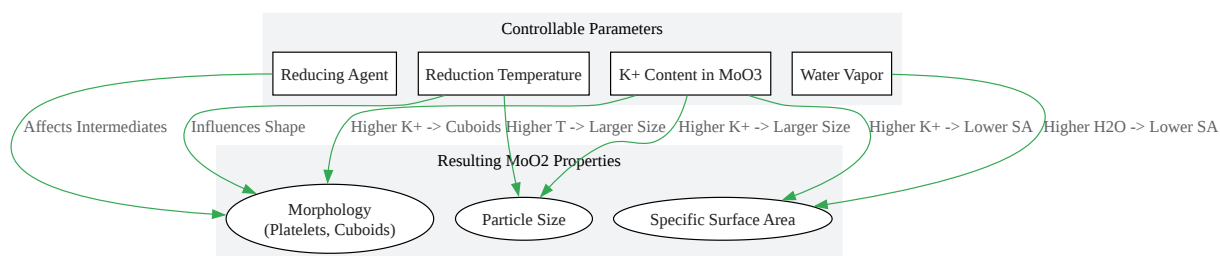 Controllable Parameters
Reducing Agent
Reduction Temperature
K+ Content in MoO3
Water Vapor
Affects Intermediates
Influences Shape
Higher K+ -> Cuboids
Higher T -> Larger Size
Higher K+ -> Larger Size
Higher K+ -> Lower SA
Higher H2O -> Lower SA
Resulting MoO2 Properties
Morphology
(Platelets, Cuboids)
Particle Size
Specific Surface Area